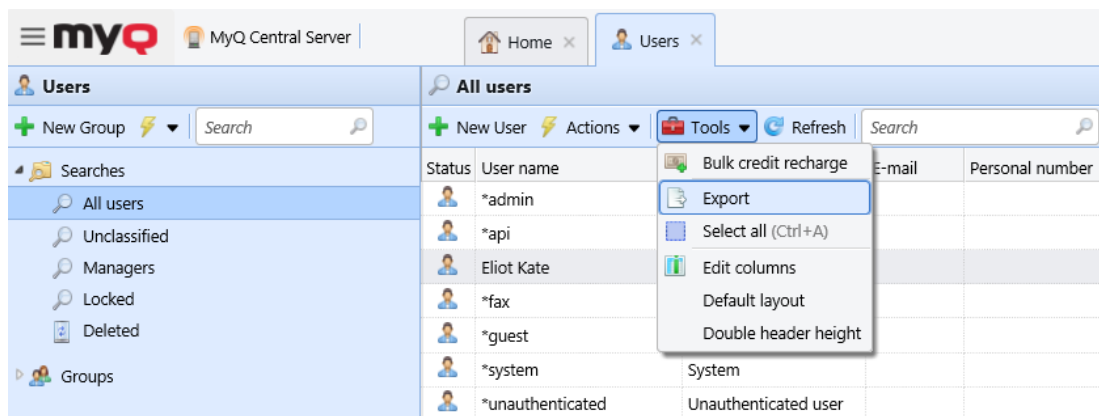 myQ
MyQ Central Server
Home
Users
Users
All users
New Group
Search
New User
Actions
Tools
Refresh
Search
Searches
All users
Unclassified
Managers
Locked
Deleted
Groups
Status
User name
E-mail
Personal number
*admin
*api
Eliot Kate
*fax
*guest
*system
System
*unauthenticated
Unauthenticated user
Bulk credit recharge
Export
Select all (Ctrl+A)
Edit columns
Default layout
Double header height